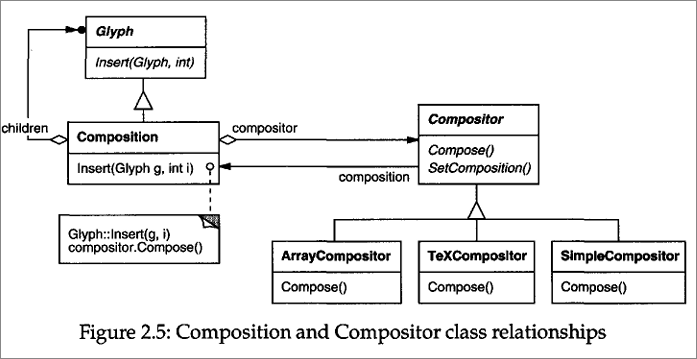 Glyph
Insert(Glyph, int)
children
Composition
compositor
Insert(Glyph g, int i)
Compositor
Compose()
SetComposition()
composition
Glyph::Insert(g, i)
compositor.Compose()
ArrayCompositor
Compose()
TeXCompositor
Compose()
SimpleCompositor
Compose()
Figure 2.5: Composition and Compositor class relationships